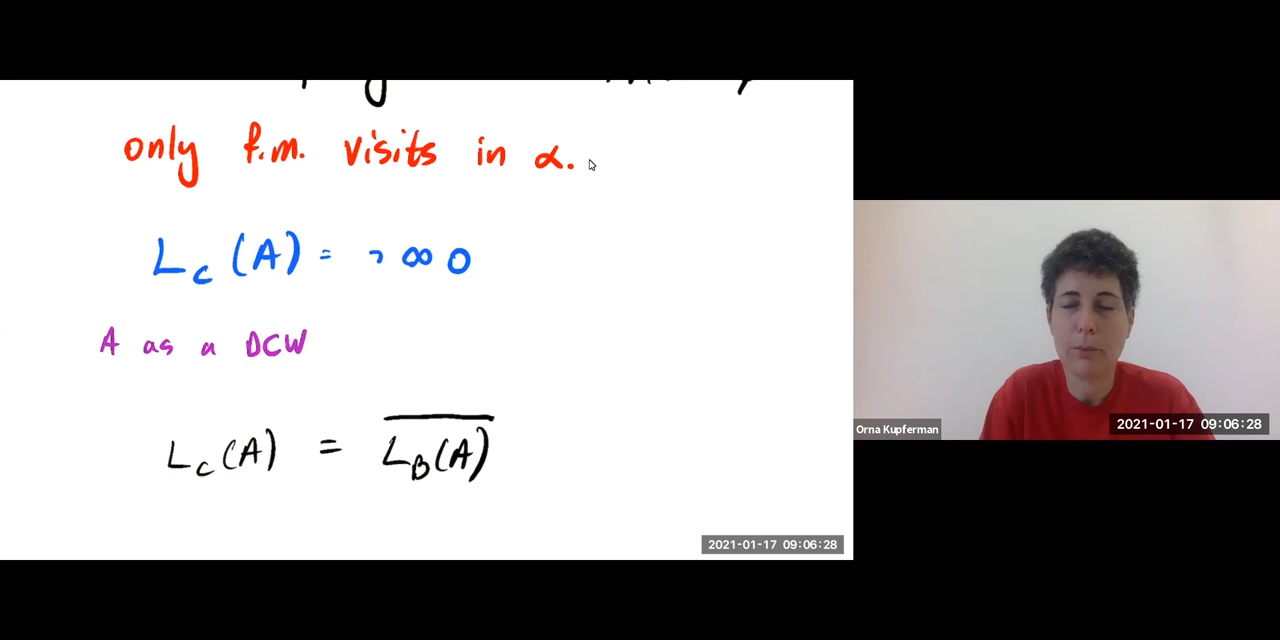 only f.m. visits in α.
L_C (A) = ¬∞ 0
A as a DCW
L_C(A) = \overline{L_B(A)}
Orna Kupferman
2021-01-17 09:06:28
2021-01-17 09:06:28